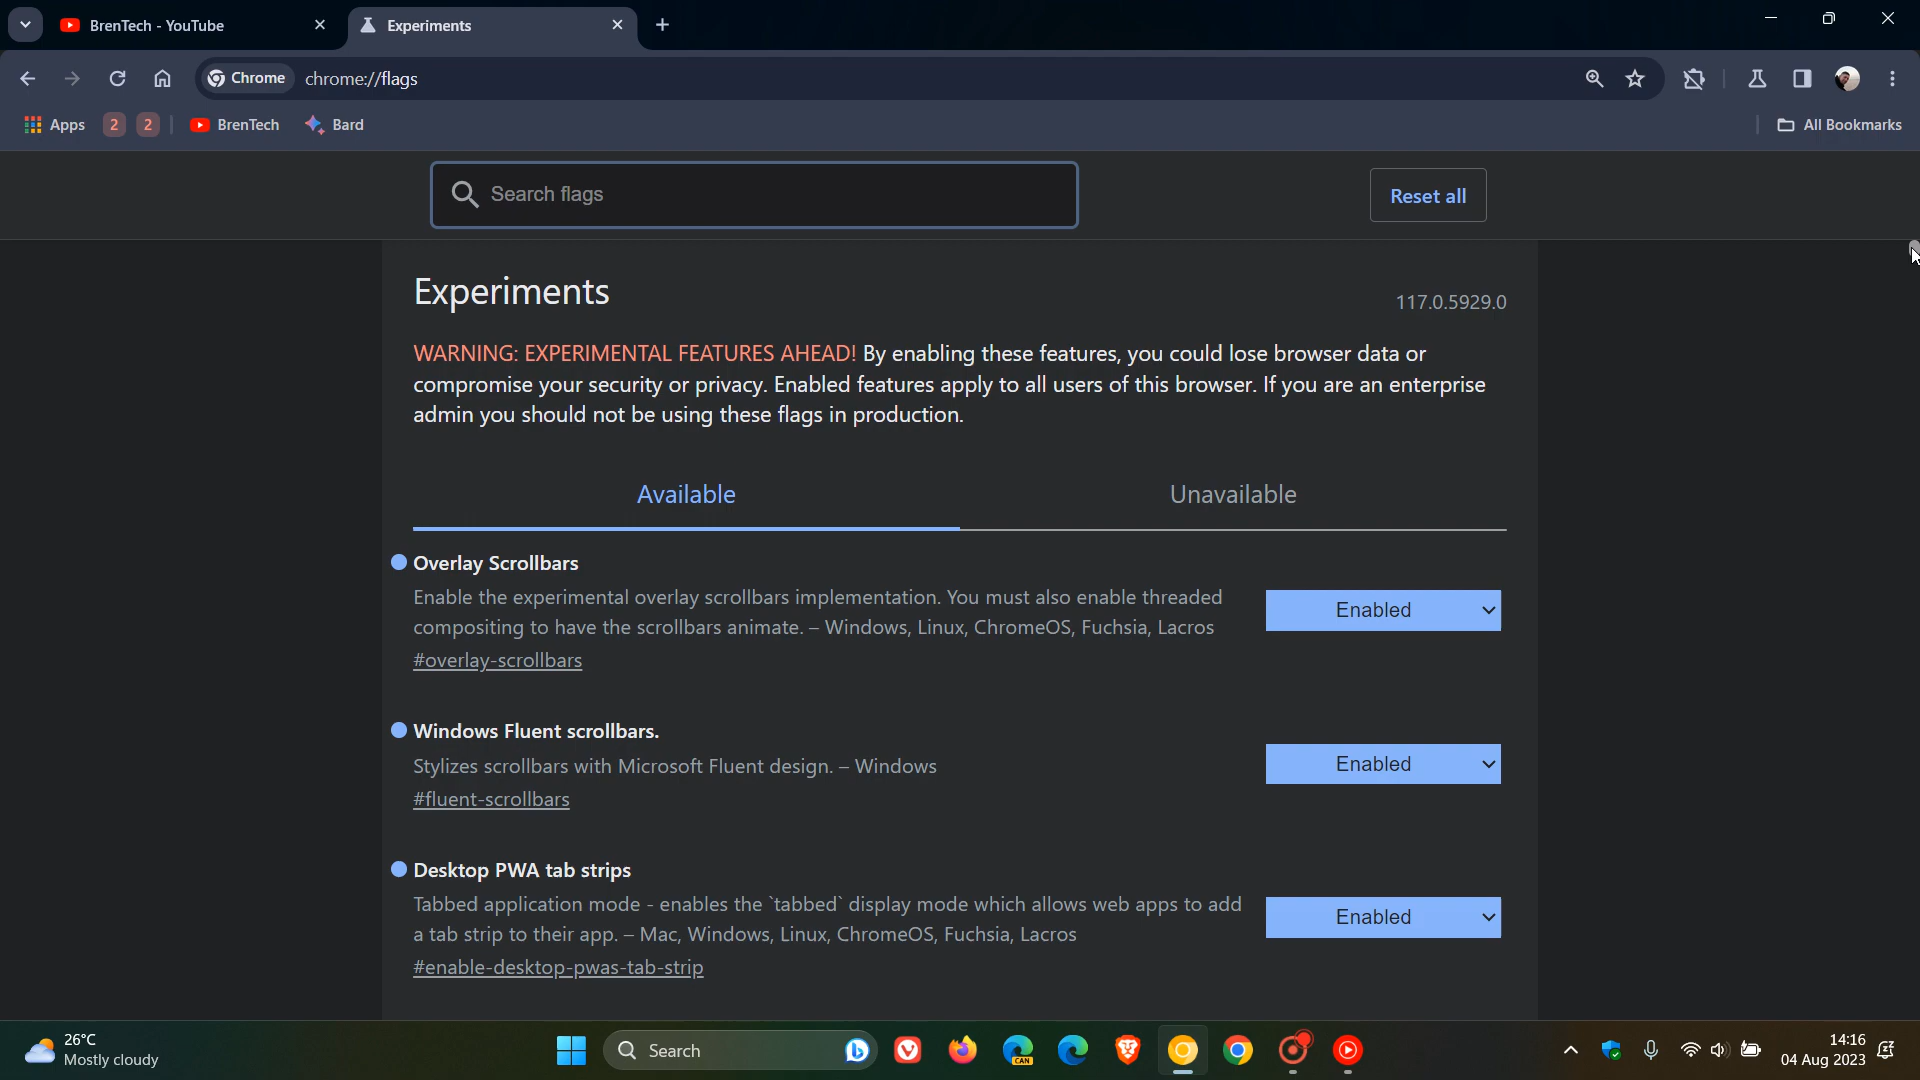 BrenTech - YouTube
Experiments
Chrome
chrome://flags
Apps
2
2
BrenTech
Bard
All Bookmarks
Search flags
Reset all
Experiments
117.0.5929.0
WARNING: EXPERIMENTAL FEATURES AHEAD! By enabling these features, you could lose browser data or
compromise your security or privacy. Enabled features apply to all users of this browser. If you are an enterprise
admin you should not be using these flags in production.
Available
Unavailable
Overlay Scrollbars
Enable the experimental overlay scrollbars implementation. You must also enable threaded
compositing to have the scrollbars animate. – Windows, Linux, ChromeOS, Fuchsia, Lacros
#overlay-scrollbars
Enabled
Windows Fluent scrollbars.
Stylizes scrollbars with Microsoft Fluent design. – Windows
#fluent-scrollbars
Enabled
Desktop PWA tab strips
Tabbed application mode - enables the `tabbed` display mode which allows web apps to add
a tab strip to their app. – Mac, Windows, Linux, ChromeOS, Fuchsia, Lacros
#enable-desktop-pwas-tab-strip
Enabled
26°C
Mostly cloudy
Search
CAN
14:16
04 Aug 2023